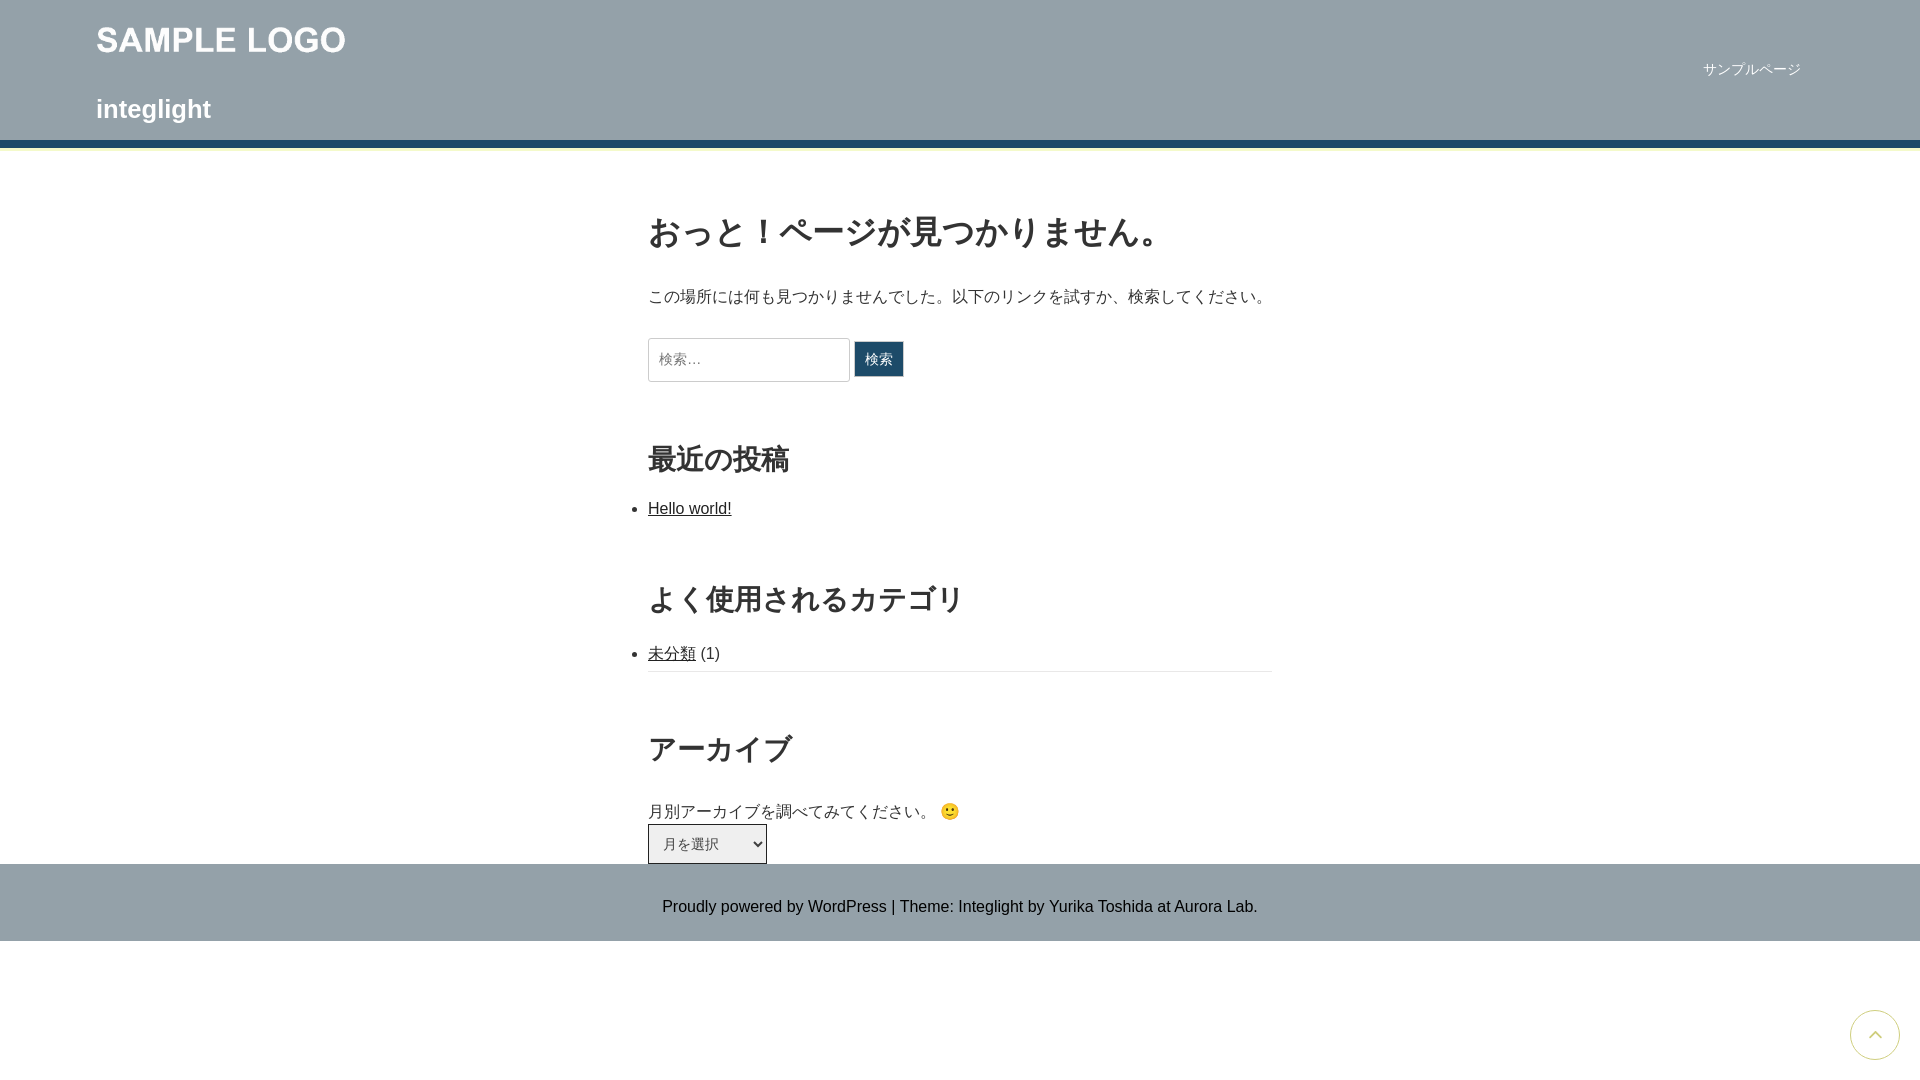 SAMPLE LOGO
integlight
サンプルページ
おっと！ページが見つかりません。
この場所には何も見つかりませんでした。以下のリンクを試すか、検索してください。
検索… 検索
最近の投稿
Hello world!
よく使用されるカテゴリ
未分類 (1)
アーカイブ
月別アーカイブを調べてみてください。 🙂
月を選択
Proudly powered by WordPress | Theme: Integlight by Yurika Toshida at Aurora Lab.